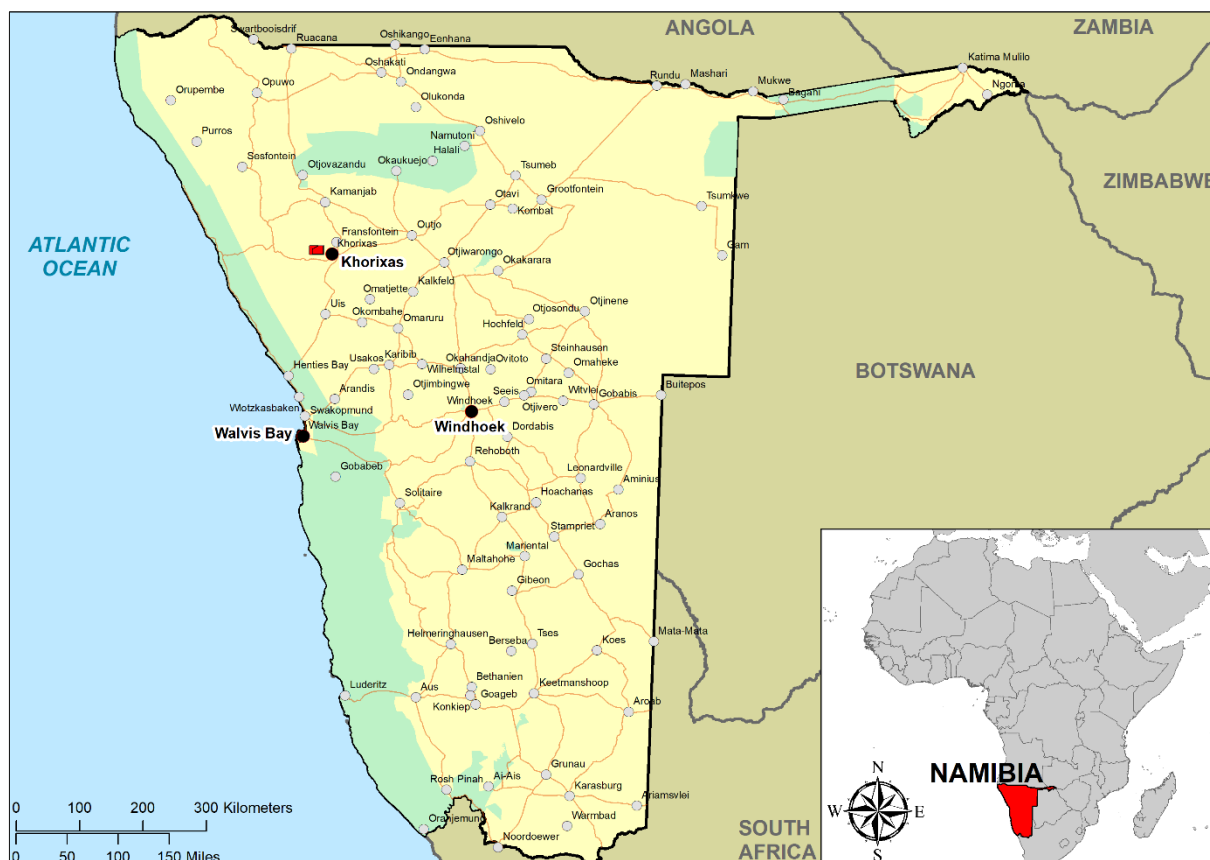 ANGOLA
ZAMBIA
Swartbooisdrif
Ruacana
Oshikango
Eenhana
Katima Mulilo
Oshakati
Ondangwa
Rundu
Mashari
Mukwe
Opuwo
Orupembe
Bagani
Ngoma
Olukonda
Oshivelo
Purros
Namutoni
Halali
Sesfontein
Otjovazandu
Okaukuejo
Tsumeb
ZIMBABWE
Kamanjab
Otavi
Grootfontein
Tsumkwe
Kombat
Fransfontein
Outjo
Khorixas
ATLANTIC
OCEAN
Khorixas
Otjiwarongo
Okakarara
Gam
Kalkfeld
Omatjette
Uis
Okombahe
Omaruru
Otjosondu
Otjinene
Hochfeld
Steinhausen
Usakos
Karibib
Okahandja
Ovitoto
Wilhelmstal
Omaheke
Henties Bay
BOTSWANA
Arandis
Otjimbingwe
Omitara
Seeis
Witvlei
Buitepos
Wlotzkasbaken
Swakopmund
Windhoek
Otjivero
Gobabis
Walvis Bay
Walvis Bay
Windhoek
Dordabis
Rehoboth
Gobabeb
Leonardville
Aminius
Solitaire
Hoachanas
Kalkrand
Aranos
Stampriet
Mariental
Maltahohe
Gochas
Gibeon
Helmeringhausen
Berseba
Tses
Koes
Mata-Mata
Luderitz
Aus
Bethanien
Goageb
Keetmanshoop
Konkiep
Aroab
Rosh Pinah
Ai-Ais
Grunau
Karasburg
Ariamsvlei
Oranjemund
Warmbad
Noordoewer
SOUTH
AFRICA
0 100 200 300 Kilometers
0 50 100 150 Miles
NAMIBIA
N
W E
S